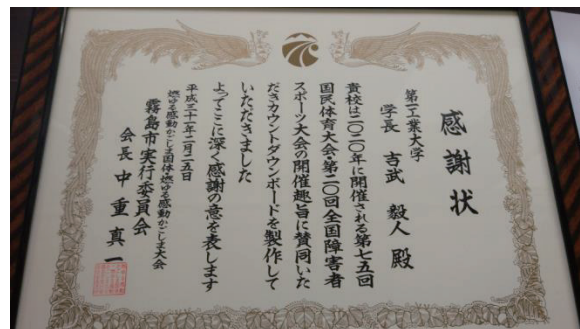 感謝状
第一工業大学
学長 吉武 毅人 殿
貴校は二〇二〇年に開催される第七五回
国民体育大会・第二〇回全国障害者
スポーツ大会の開催趣旨に賛同いた
だきカウントダウンボードを製作して
いただきました
よってここに深く感謝の意を表します
平成三十一年二月二五日
燃ゆる感動かごしま国体・燃ゆる感動かごしま大会
霧島市実行委員会
会長 中重真一